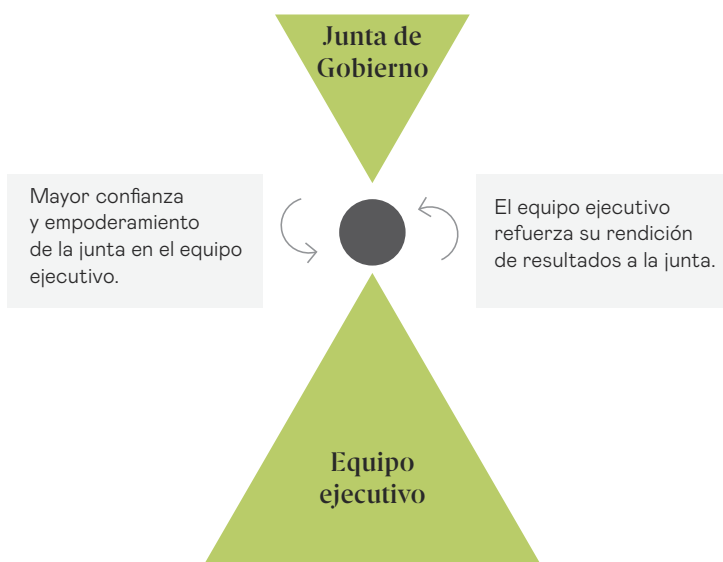 Junta de
Gobierno
Mayor confianza
y empoderamiento
de la junta en el equipo
ejecutivo.
El equipo ejecutivo
refuerza su rendición
de resultados a la junta.
Equipo
ejecutivo